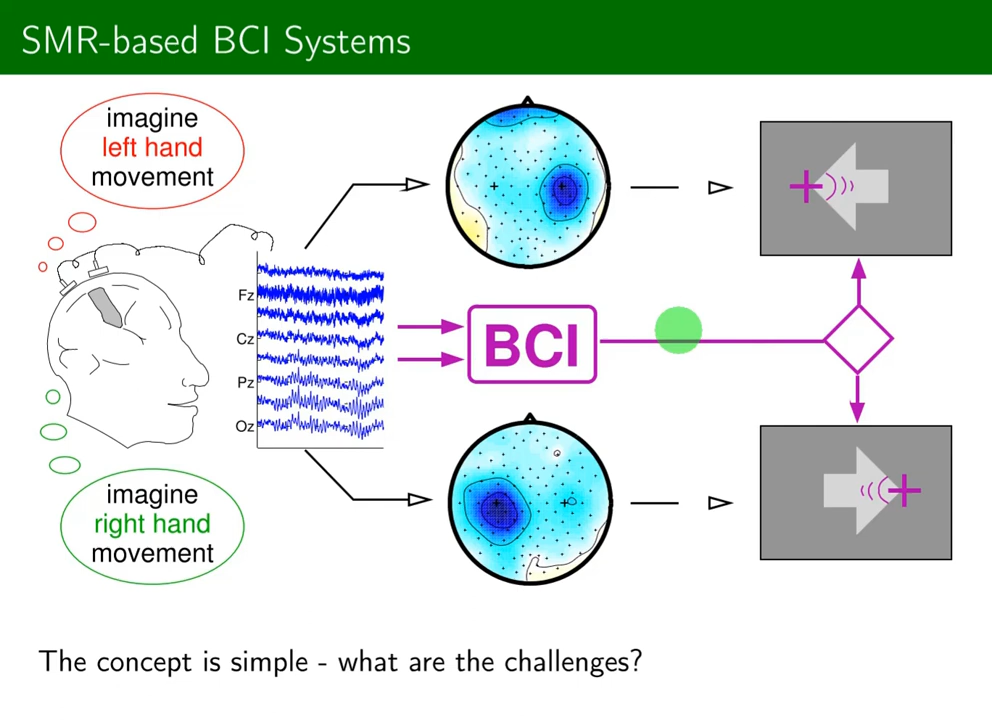 SMR-based BCI Systems
imagine
left hand
movement
Fz
Cz
Pz
Oz
BCI
imagine
right hand
movement
The concept is simple - what are the challenges?